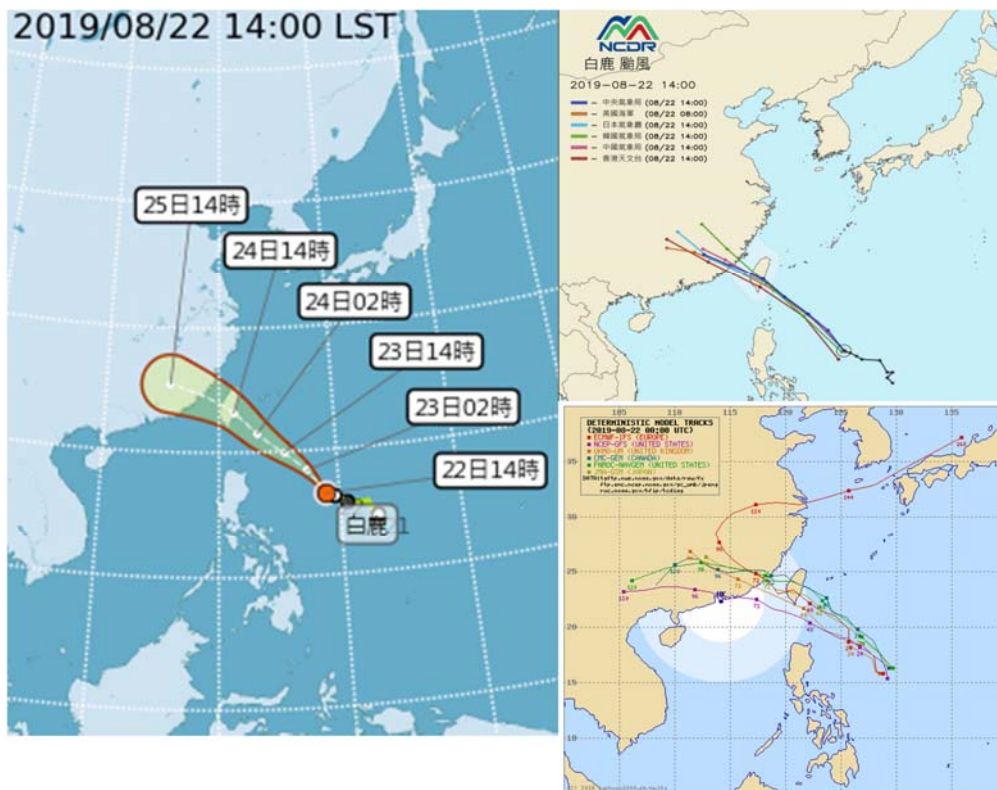 2019/08/22 14:00 LST
25日14時
24日14時
24日02時
23日14時
23日02時
22日14時
白鹿 1
NCDR
白鹿 颱風
2019-08-22 14:00
– 中央氣象局 (08/22 14:00)
– 美國海軍 (08/22 08:00)
– 日本氣象廳 (08/22 14:00)
– 韓國氣象局 (08/22 14:00)
– 中國氣象局 (08/22 14:00)
– 香港天文台 (08/22 14:00)
105 110 115 120 125 130 135
DETERMINISTIC MODEL TRACKS
(2019-08-22 00:00 UTC)
ECMWF-IFS (EUROPE)
NCEP-GFS (UNITED STATES)
UKMO-UM (UNITED KINGDOM)
CMC-GEM (CANADA)
FNMOC-NAVGEM (UNITED STATES)
JMA-GSM (JAPAN)
35
30
25
20
15
10
HK